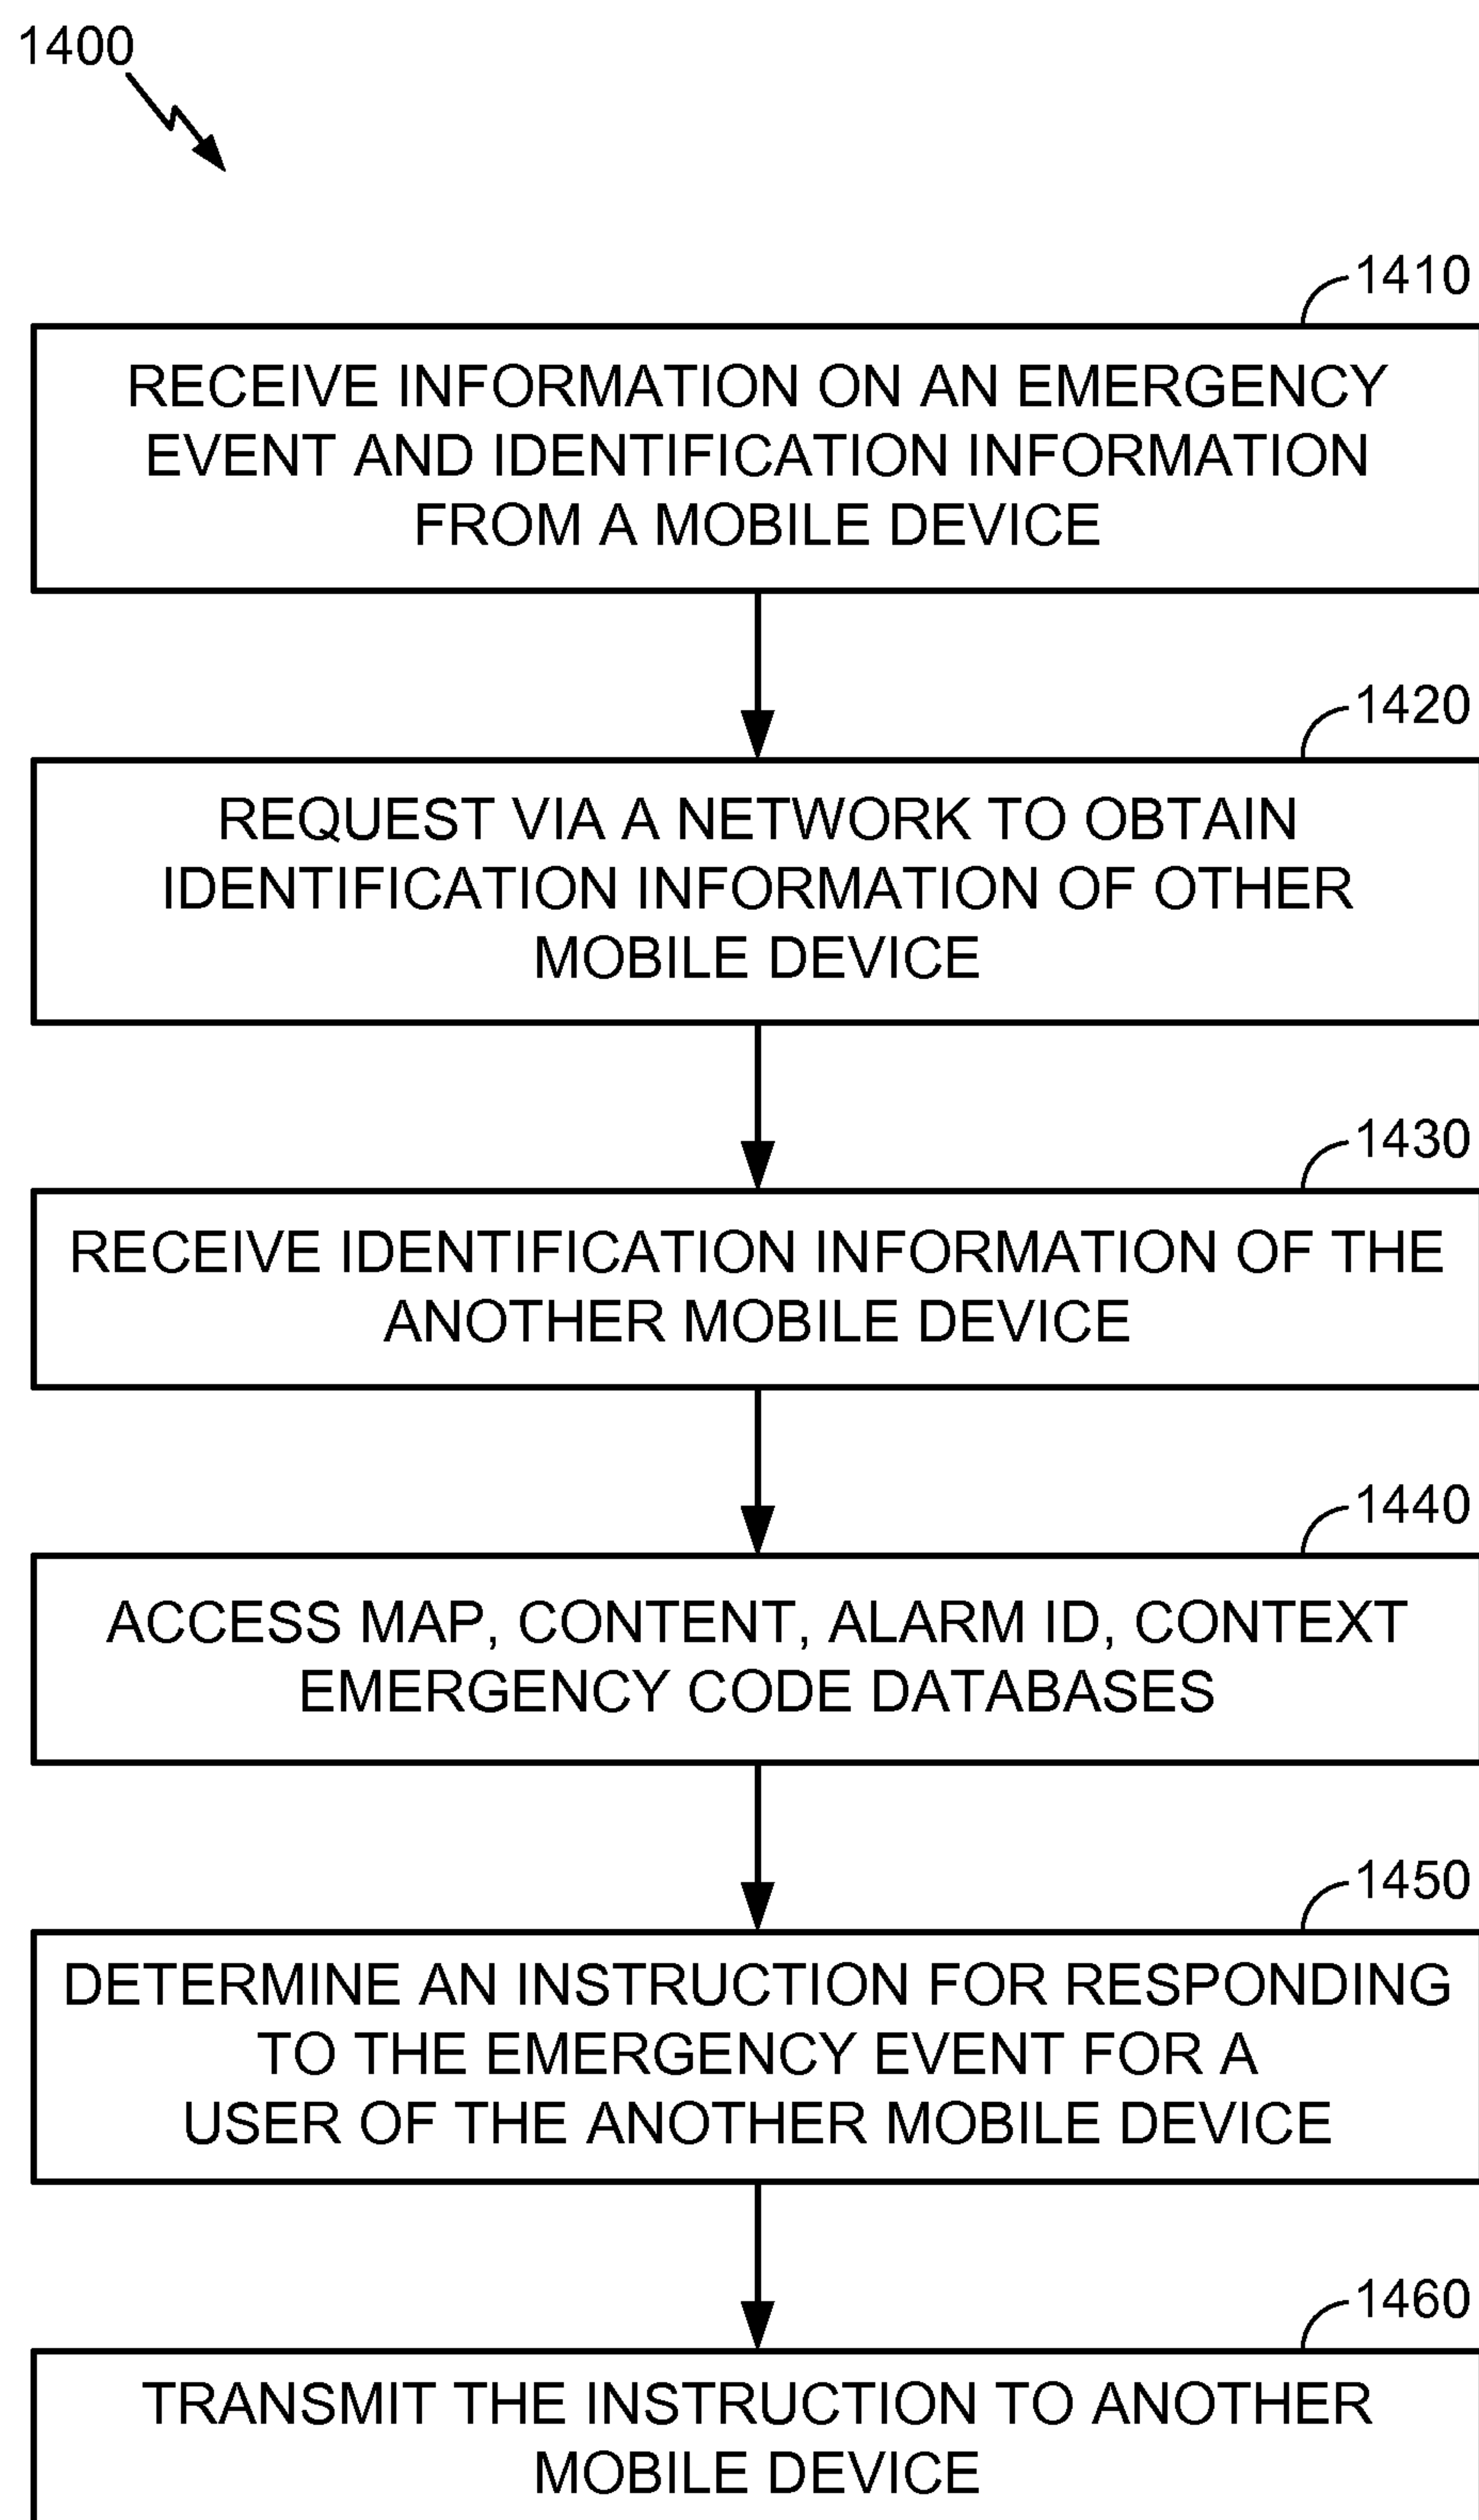 1400
1410
RECEIVE INFORMATION ON AN EMERGENCY
EVENT AND IDENTIFICATION INFORMATION
FROM A MOBILE DEVICE
1420
REQUEST VIA A NETWORK TO OBTAIN
IDENTIFICATION INFORMATION OF OTHER
MOBILE DEVICE
1430
RECEIVE IDENTIFICATION INFORMATION OF THE
ANOTHER MOBILE DEVICE
1440
ACCESS MAP, CONTENT, ALARM ID, CONTEXT
EMERGENCY CODE DATABASES
1450
DETERMINE AN INSTRUCTION FOR RESPONDING
TO THE EMERGENCY EVENT FOR A
USER OF THE ANOTHER MOBILE DEVICE
1460
TRANSMIT THE INSTRUCTION TO ANOTHER
MOBILE DEVICE